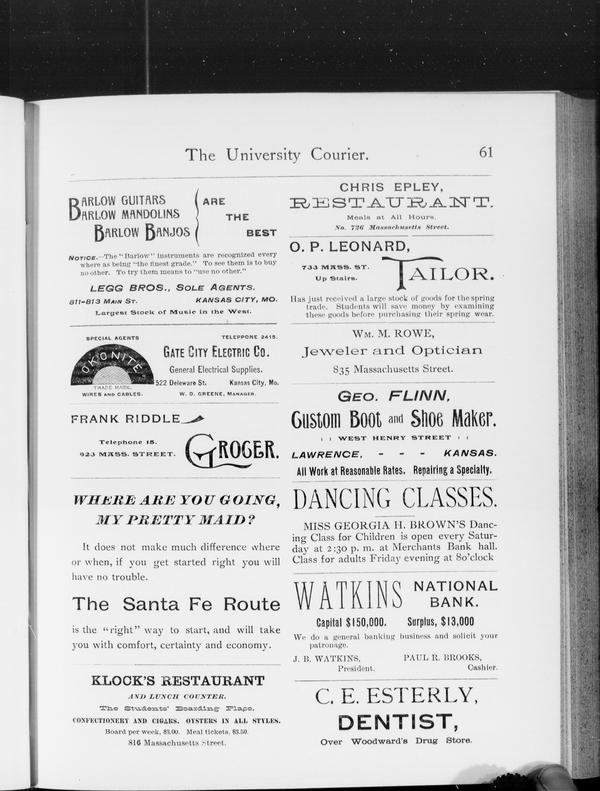 The University Courier. 61
BARLOW GUITARS
BARLOW MANDOLINS
BARLOW BANJOS
ARE
THE
BEST
NOTICE.—The "Barlow" instruments are recognized every
where as being "the finest grade." To see them is to buy
no other. To try them means to "use no other."
LEGG BROS., SOLE AGENTS.
811=813 MAIN ST. KANSAS CITY, MO.
Largest Stock of Music in the West.
SPECIAL AGENTS TELEPPONE 2415.
OKONITE
TRADE MARK.
WIRES AND CABLES.
GATE CITY ELECTRIC CO.
General Electrical Supplies.
522 Deleware St. Kansas City, Mo.
W. D. GREENE, MANAGER.
FRANK RIDDLE
Telephone 15.
923 MASS. STREET.
GROCER.
WHERE ARE YOU GOING,
MY PRETTY MAID?
It does not make much difference where
or when, if you get started right you will
have no trouble.
The Santa Fe Route
is the "right" way to start, and will take
you with comfort, certainty and economy.
KLOCK'S RESTAURANT
AND LUNCH COUNTER.
The Students' Boarding Place.
CONFECTIONERY AND CIGARS. OYSTERS IN ALL STYLES.
Board per week, $3.00. Meal tickets, $3.50.
816 Massachusetts Street.
CHRIS EPLEY,
RESTAURANT.
Meals at All Hours.
No. 726 Massachusetts Street.
O. P. LEONARD,
733 MASS. ST.
Up Stairs.
TAILOR.
Has just received a large stock of goods for the spring
trade. Students will save money by examining
these goods before purchasing their spring wear.
WM. M. ROWE,
Jeweler and Optician
835 Massachusetts Street.
GEO. FLINN,
Custom Boot and Shoe Maker.
WEST HENRY STREET
LAWRENCE, - - - KANSAS.
All Work at Reasonable Rates. Repairing a Specialty.
DANCING CLASSES.
MISS GEORGIA H. BROWN'S Danc-
ing Class for Children is open every Satur-
day at 2:30 p. m. at Merchants Bank hall.
Class for adults Friday evening at 8o'clock
WATKINS NATIONAL
BANK.
Capital $150,000. Surplus, $13,000
We do a general banking business and solicit your
patronage.
J. B. WATKINS, PAUL R. BROOKS,
President. Cashier.
C. E. ESTERLY,
DENTIST,
Over Woodward's Drug Store.